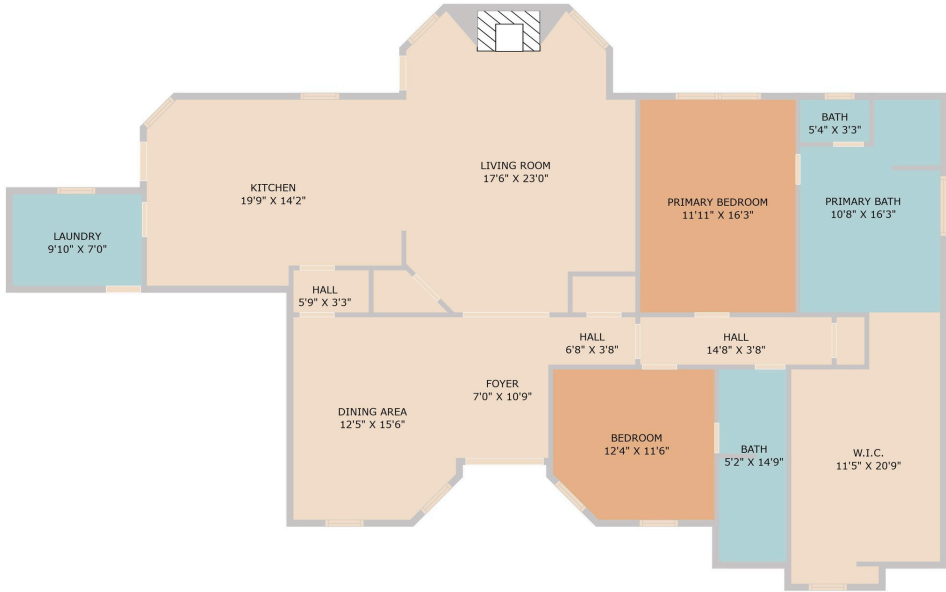 BATH
5'4" X 3'3"
LIVING ROOM
17'6" X 23'0"
KITCHEN
19'9" X 14'2"
PRIMARY BEDROOM
11'11" X 16'3"
PRIMARY BATH
10'8" X 16'3"
LAUNDRY
9'10" X 7'0"
HALL
5'9" X 3'3"
HALL
6'8" X 3'8"
HALL
14'8" X 3'8"
FOYER
7'0" X 10'9"
DINING AREA
12'5" X 15'6"
BEDROOM
12'4" X 11'6"
BATH
5'2" X 14'9"
W.I.C.
11'5" X 20'9"